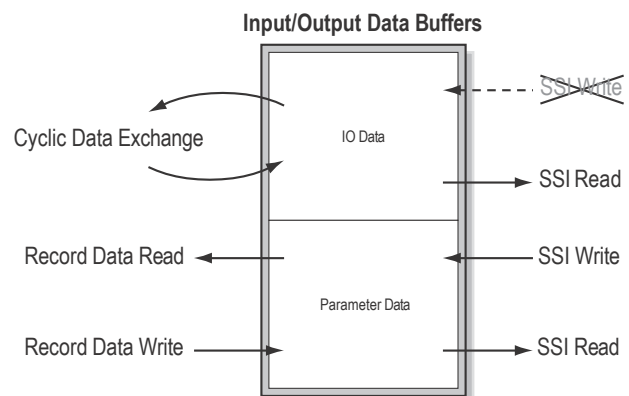 Input/Output Data Buffers
SSI Write
Cyclic Data Exchange
IO Data
SSI Read
Record Data Read
SSI Write
Parameter Data
Record Data Write
SSI Read